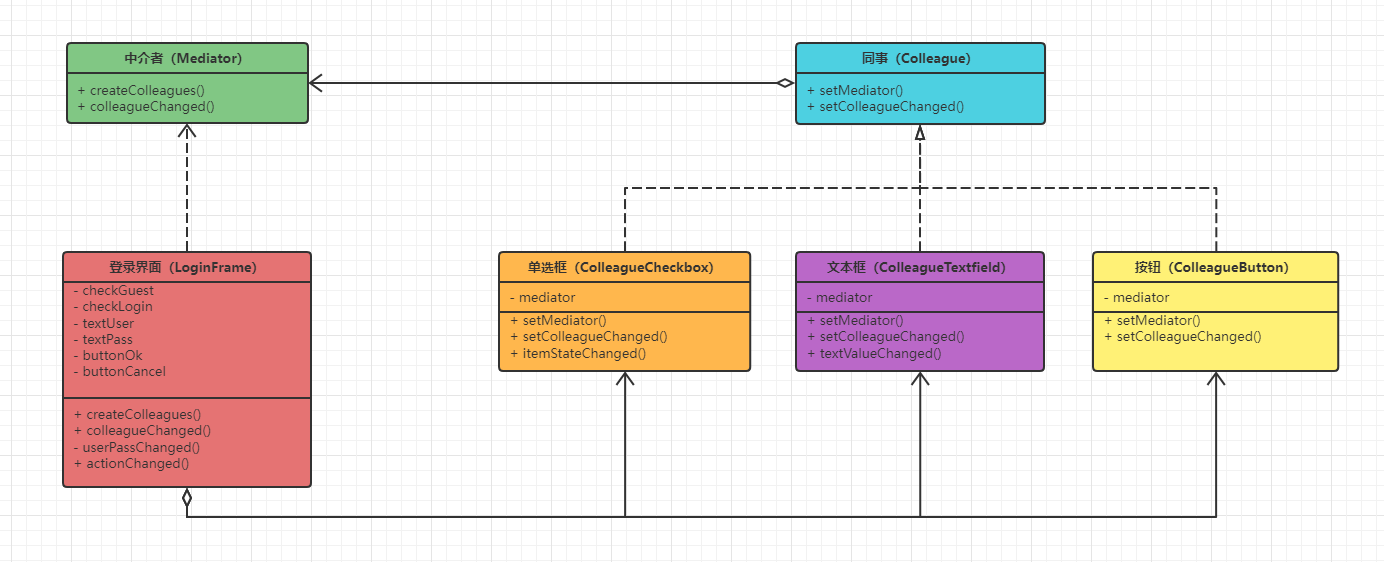 中介者（Mediator）
+ createColleagues()
+ colleagueChanged()
同事（Colleague）
+ setMediator()
+ setColleagueChanged()
登录界面（LoginFrame）
- checkGuest
- checkLogin
- textUser
- textPass
- buttonOk
- buttonCancel
+ createColleagues()
+ colleagueChanged()
- userPassChanged()
+ actionChanged()
单选框（ColleagueCheckbox）
- mediator
+ setMediator()
+ setColleagueChanged()
+ itemStateChanged()
文本框（ColleagueTextfield）
- mediator
+ setMediator()
+ setColleagueChanged()
+ textValueChanged()
按钮（ColleagueButton）
- mediator
+ setMediator()
+ setColleagueChanged()